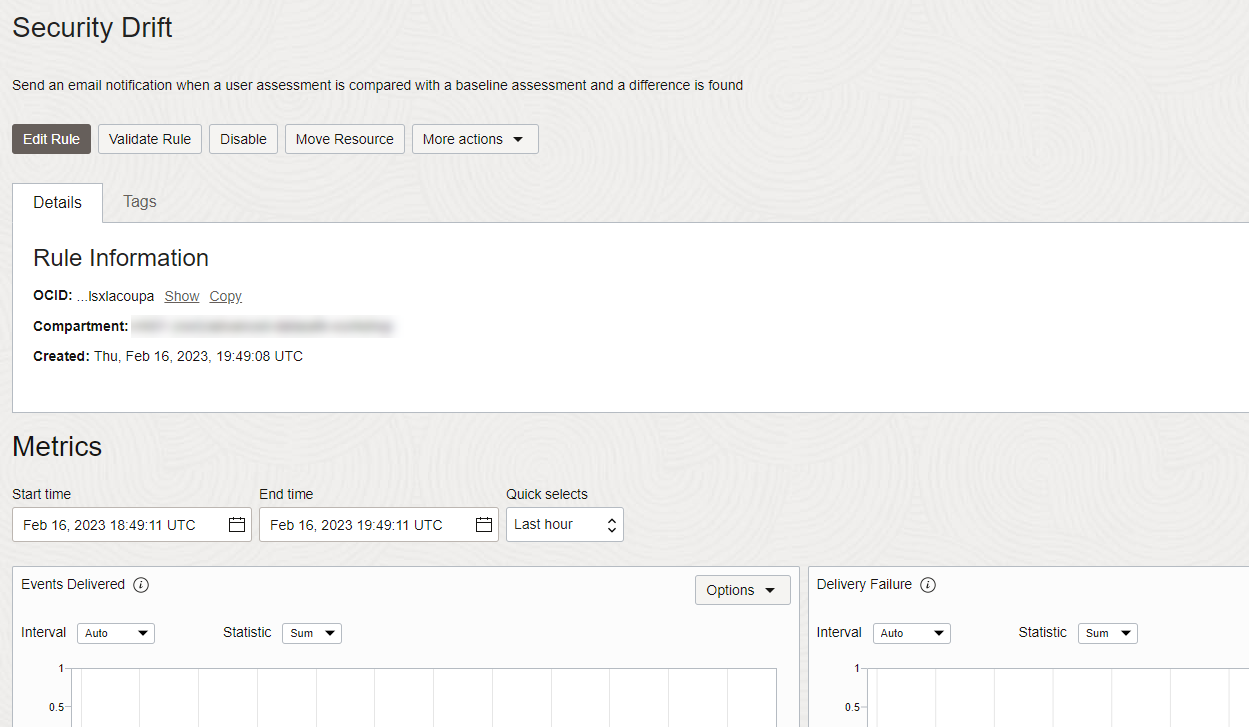 Security Drift
Send an email notification when a user assessment is compared with a baseline assessment and a difference is found
Edit Rule Validate Rule Disable Move Resource More actions
Details Tags
Rule Information
OCID: ...lsxlacoupa Show Copy
Compartment:
Created: Thu, Feb 16, 2023, 19:49:08 UTC
Metrics
Start time End time Quick selects
Feb 16, 2023 18:49:11 UTC Feb 16, 2023 19:49:11 UTC Last hour
Events Delivered i Options Delivery Failure i
Interval Auto Statistic Sum Interval Auto Statistic Sum
1 1
0.5 0.5